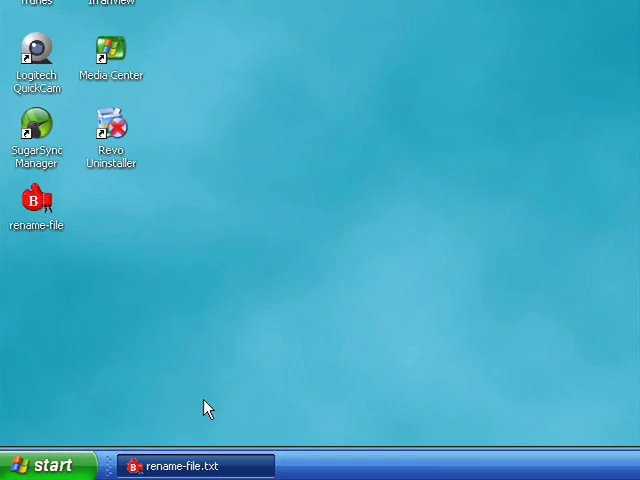 iTunes
IrfanView
Logitech
QuickCam
Media Center
SugarSync
Manager
Revo
Uninstaller
B
rename-file
start
B
rename-file.txt